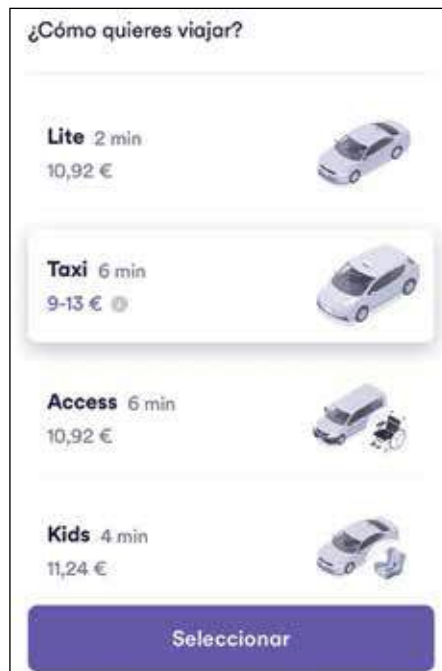 ¿Cómo quieres viajar?
Lite 2 min
10,92 €
Taxi 6 min
9-13 €
Access 6 min
10,92 €
Kids 4 min
11,24 €
Seleccionar